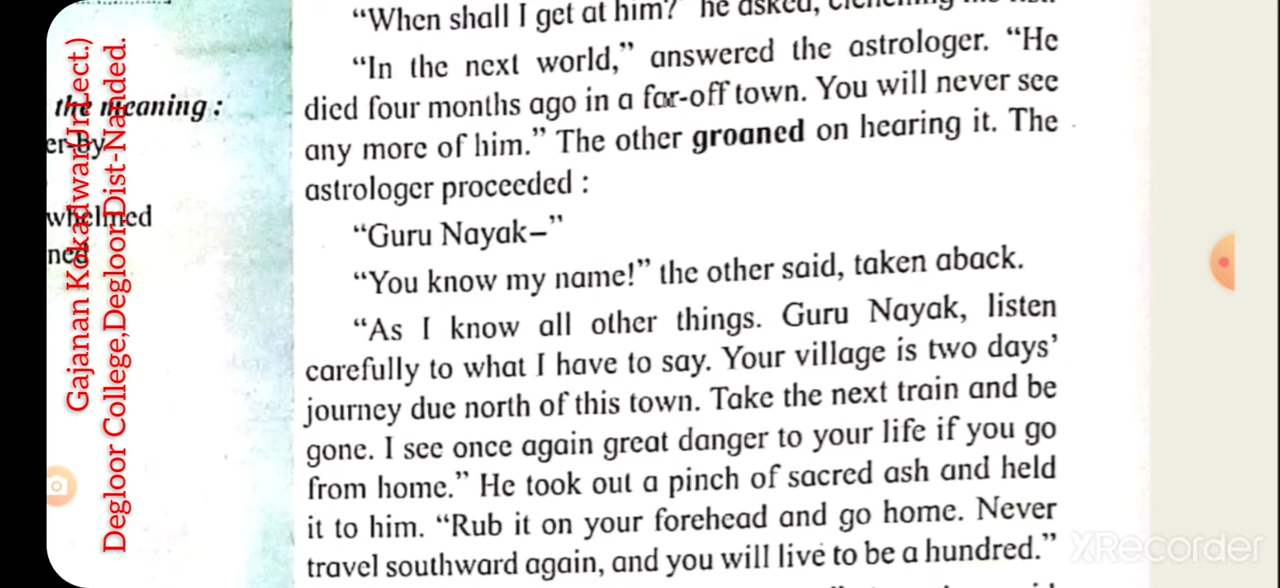 "When shall I get at him?" he asked, clenching
"In the next world," answered the astrologer. "He
died four months ago in a far-off town. You will never see
any more of him." The other groaned on hearing it. The
astrologer proceeded :
"Guru Nayak–"
"You know my name!" the other said, taken aback.
"As I know all other things. Guru Nayak, listen
carefully to what I have to say. Your village is two days'
journey due north of this town. Take the next train and be
gone. I see once again great danger to your life if you go
from home." He took out a pinch of sacred ash and held
it to him. "Rub it on your forehead and go home. Never
travel southward again, and you will live to be a hundred."
the meaning :
er by
whelmed
ned
Gajanan Kokadwar(Jr.Lect.)
Degloor College,Degloor Dist-Nanded.
XRecorder